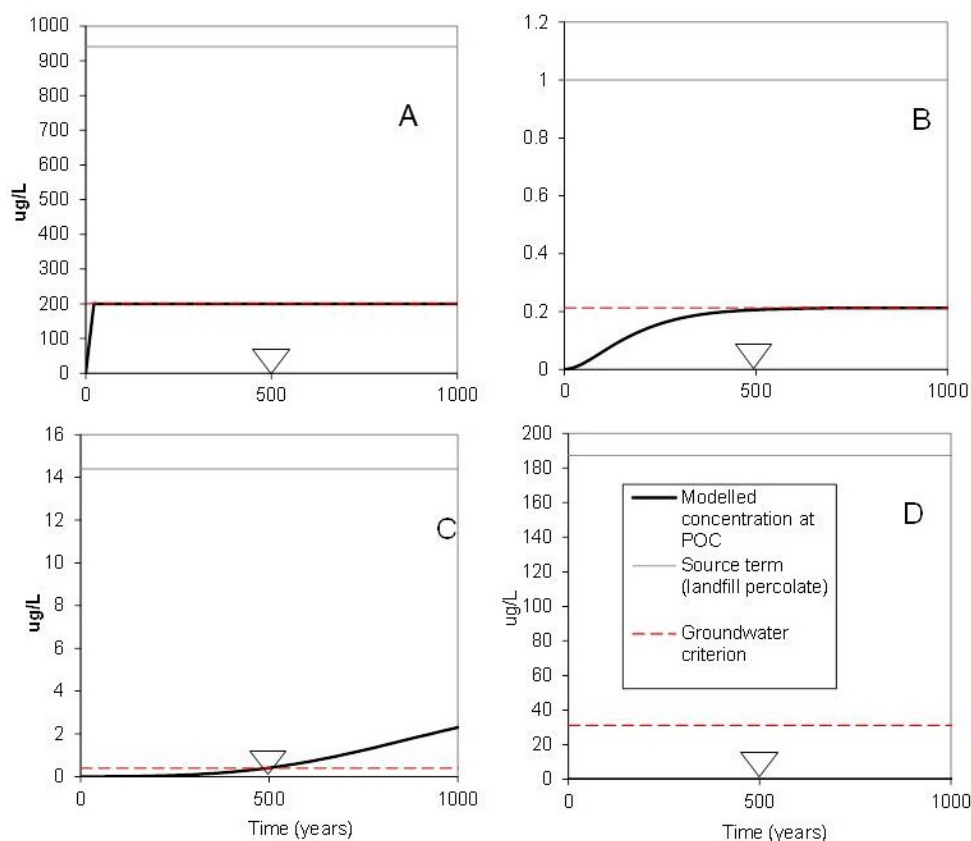 1000
900
800
700
600
500
400
300
200
100
0
ug/L
A
0 500 1000
1.2
1
0.8
0.6
0.4
0.2
0
B
0 500 1000
16
14
12
10
8
6
4
2
0
ug/L
C
0 500 1000
Time (years)
200
180
160
140
120
100
80
60
40
20
0
ug/L
Modelled
concentration at
POC
Source term
(landfill percolate)
Groundwater
criterion
D
0 500 1000
Time (years)